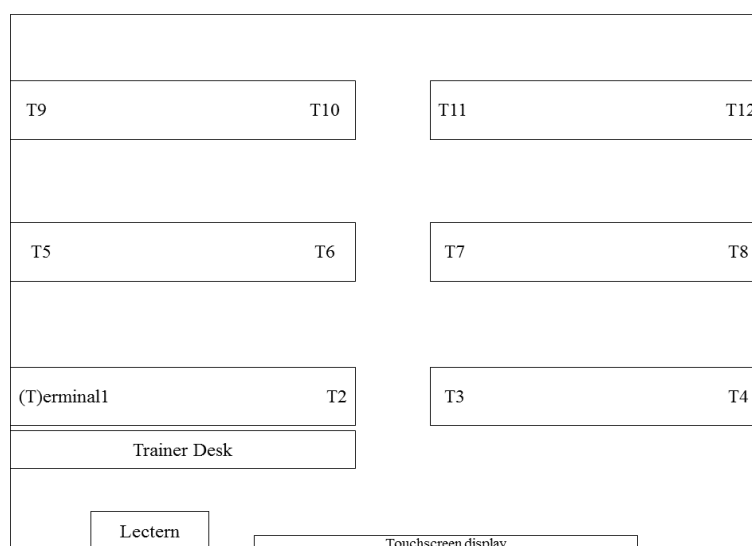 T9 T10 T11 T12
T5 T6 T7 T8
(T)erminal1 T2 T3 T4
Trainer Desk
Lectern
Touchscreen display